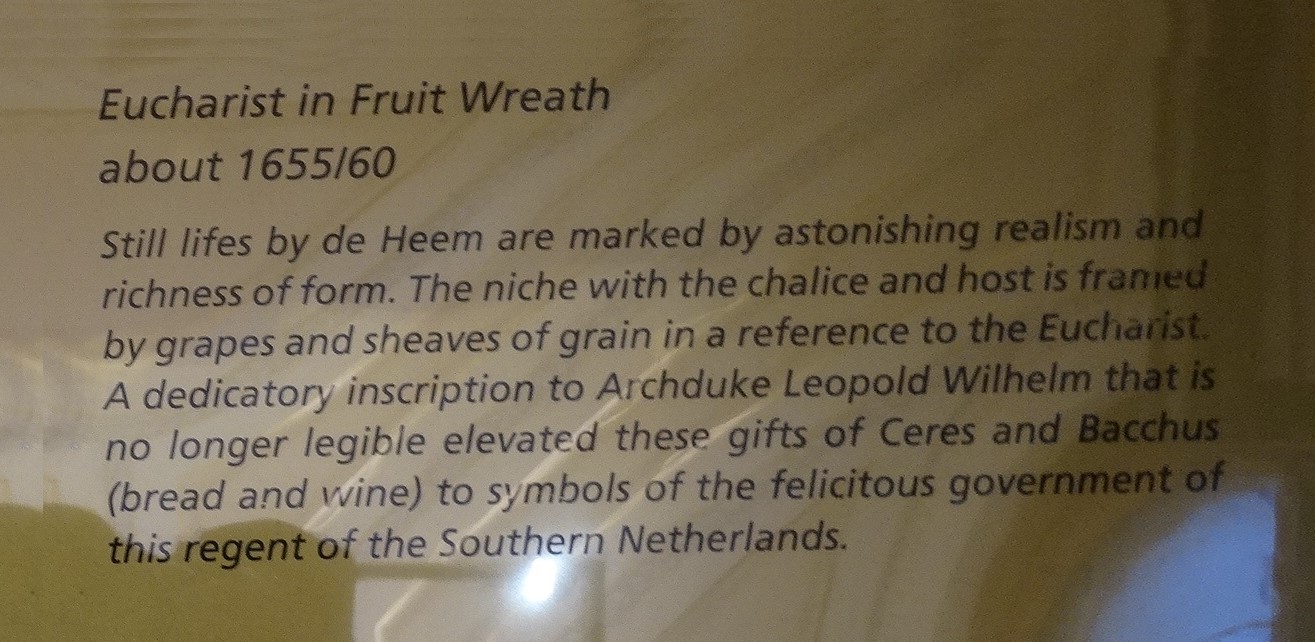 Eucharist in Fruit Wreath
about 1655/60
Still lifes by de Heem are marked by astonishing realism and
richness of form. The niche with the chalice and host is framed
by grapes and sheaves of grain in a reference to the Eucharist.
A dedicatory inscription to Archduke Leopold Wilhelm that is
no longer legible elevated these gifts of Ceres and Bacchus
(bread and wine) to symbols of the felicitous government of
this regent of the Southern Netherlands.